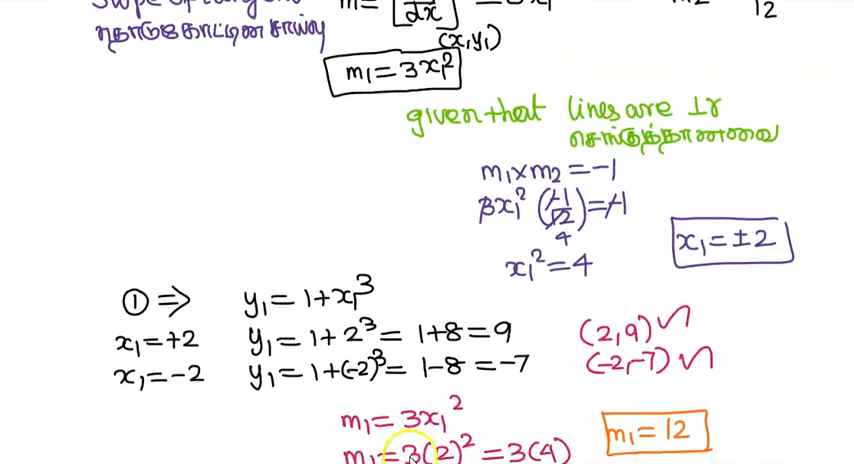 m = [dx] = 3x₁
தொடுகோட்டின் சாய்வு (x₁,y₁) 12
m₁ = 3x₁²
given that lines are ⊥r
செங்குத்தானவை
m₁×m₂ = −1
3x₁² (−1/12) = −1
4
x₁² = 4 x₁ = ±2
① ⇒ y₁ = 1+x₁³
x₁ = +2 y₁ = 1+2³ = 1+8 = 9 (2,9)
x₁ = −2 y₁ = 1+(−2)³ = 1−8 = −7 (−2,−7)
m₁ = 3x₁²
m₁ = 3(2)² = 3(4) m₁ = 12